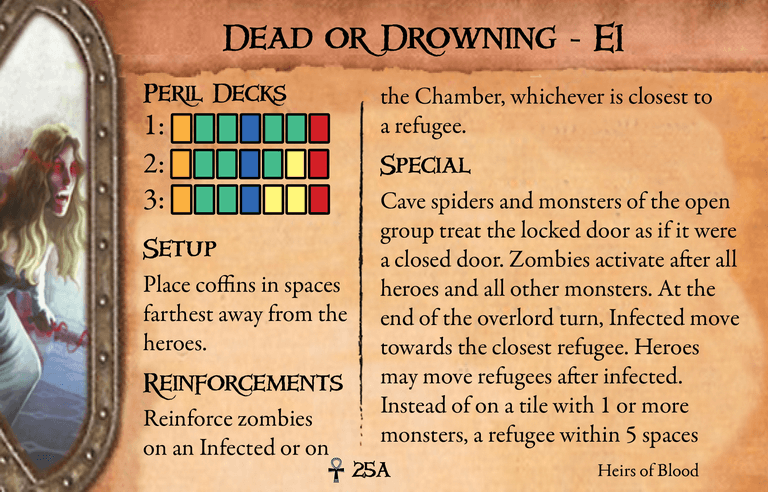 Dead or Drowning - EI
Peril Decks
1:
2:
3:
Setup
Place coffins in spaces
farthest away from the
heroes.
Reinforcements
Reinforce zombies
on an Infected or on
the Chamber, whichever is closest to
a refugee.
Special
Cave spiders and monsters of the open
group treat the locked door as if it were
a closed door. Zombies activate after all
heroes and all other monsters. At the
end of the overlord turn, Infected move
towards the closest refugee. Heroes
may move refugees after infected.
Instead of on a tile with 1 or more
monsters, a refugee within 5 spaces
25A
Heirs of Blood